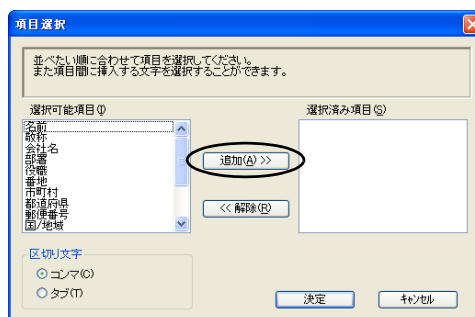 項目選択
並べたい順に合わせて項目を選択してください。
また項目間に挿入する文字を選択することができます。
選択可能項目(I)
選択済み項目(S)
名前
敬称
会社名
部署
役職
番地
市町村
都道府県
郵便番号
国/地域
追加(A) >>
<< 解除(R)
区切り文字
コンマ(C)
タブ(T)
決定
キャンセル